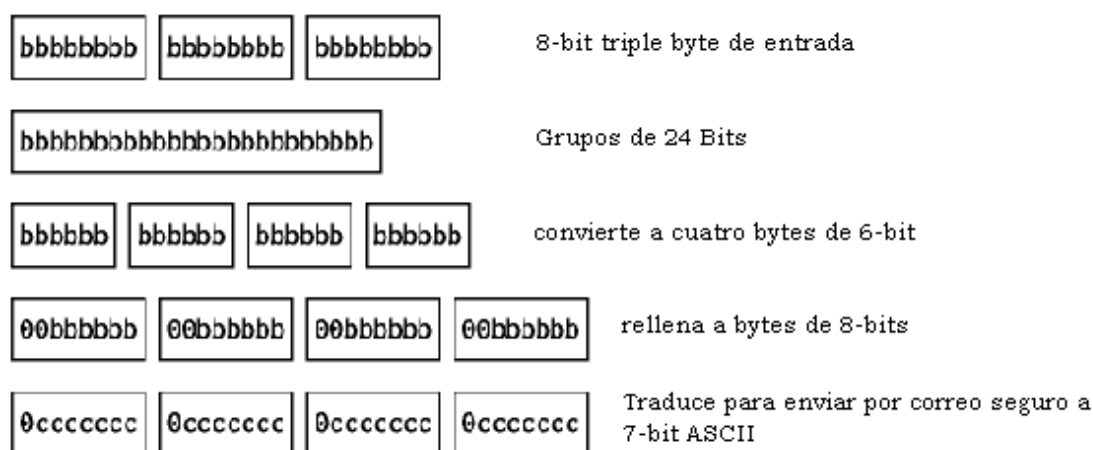 bbbbbbbb bbbbbbbb bbbbbbbb 8-bit triple byte de entrada
bbbbbbbbbbbbbbbbbbbbbbbb Grupos de 24 Bits
bbbbbb bbbbbb bbbbbb bbbbbb convierte a cuatro bytes de 6-bit
00bbbbbb 00bbbbbb 00bbbbbb 00bbbbbb rellena a bytes de 8-bits
0ccccccc 0ccccccc 0ccccccc 0ccccccc Traduce para enviar por correo seguro a
7-bit ASCII